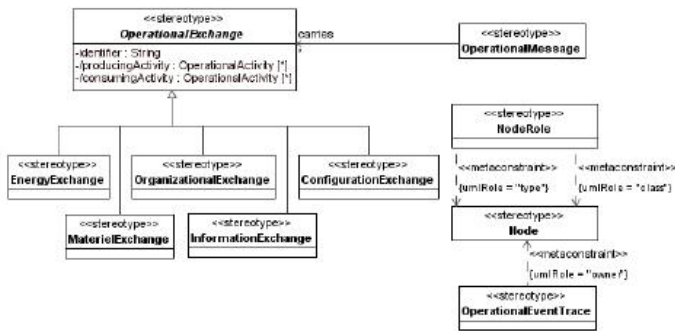 <<stereotype>>
OperationalExchange
-identifier : String
-/producingActivity : OperationalActivity [*]
-/consumingActivity : OperationalActivity [*]
carries
*
<<stereotype>>
OperationalMessage
<<stereotype>>
NodeRole
<<stereotype>>
EnergyExchange
<<stereotype>>
OrganizationalExchange
<<stereotype>>
ConfigurationExchange
<<metaconstraint>>
{umlRole = "type"}
<<metaconstraint>>
{umlRole = "class"}
<<stereotype>>
MaterielExchange
<<stereotype>>
InformationExchange
<<stereotype>>
Node
<<metaconstraint>>
{umlRole = "owner"}
<<stereotype>>
OperationalEventTrace